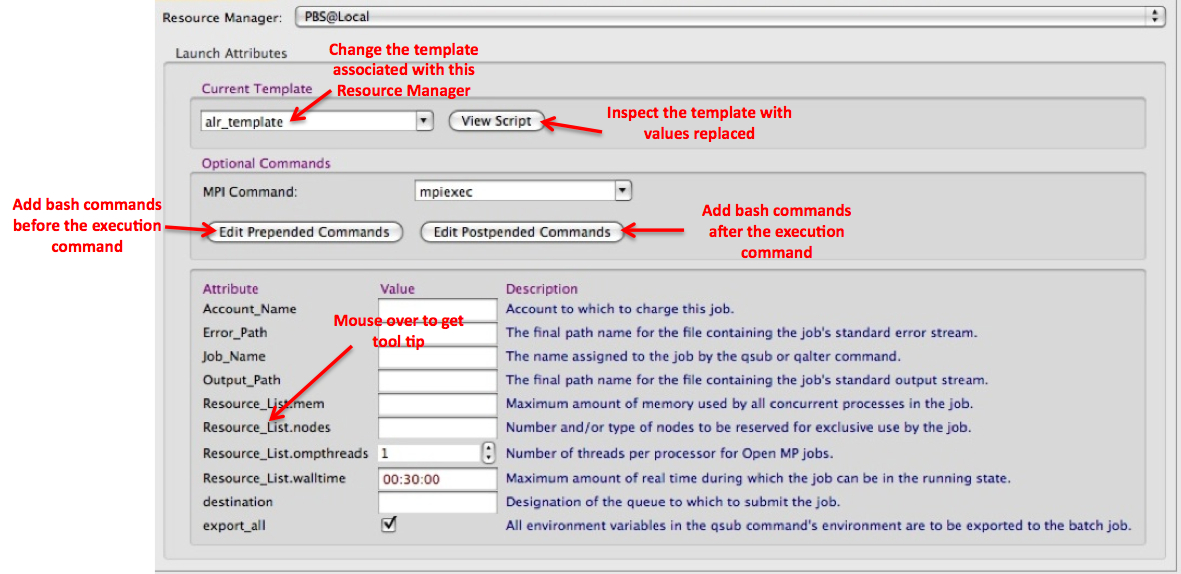 Resource Manager: PBS@Local
Launch Attributes
Change the template
associated with this
Resource Manager
Current Template
alr_template
View Script
Inspect the template with
values replaced
Optional Commands
MPI Command: mpiexec
Add bash commands
before the execution
command
Edit Prepended Commands
Edit Postpended Commands
Add bash commands
after the execution
command
Attribute Value Description
Account_Name Account to which to charge this job.
Mouse over to get
tool tip
Error_Path The final path name for the file containing the job's standard error stream.
Job_Name The name assigned to the job by the qsub or qalter command.
Output_Path The final path name for the file containing the job's standard output stream.
Resource_List.mem Maximum amount of memory used by all concurrent processes in the job.
Resource_List.nodes Number and/or type of nodes to be reserved for exclusive use by the job.
Resource_List.ompthreads 1 Number of threads per processor for Open MP jobs.
Resource_List.walltime 00:30:00 Maximum amount of real time during which the job can be in the running state.
destination Designation of the queue to which to submit the job.
export_all All environment variables in the qsub command's environment are to be exported to the batch job.